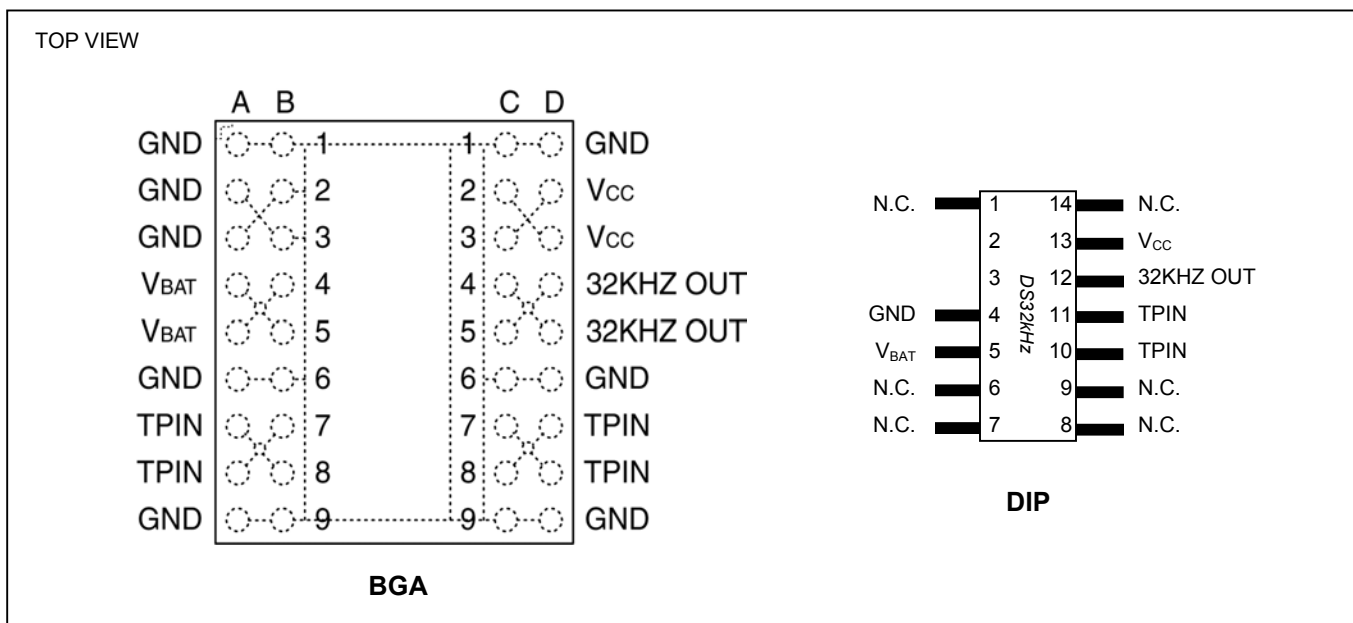 TOP VIEW
A B C D
GND 1 1 GND
GND 2 2 VCC
GND 3 3 VCC
VBAT 4 4 32KHZ OUT
VBAT 5 5 32KHZ OUT
GND 6 6 GND
TPIN 7 7 TPIN
TPIN 8 8 TPIN
GND 9 9 GND
BGA
N.C. 1 14 N.C.
2 13 VCC
3 12 32KHZ OUT
GND 4 11 TPIN
VBAT 5 10 TPIN
N.C. 6 9 N.C.
N.C. 7 8 N.C.
DS32kHz
DIP